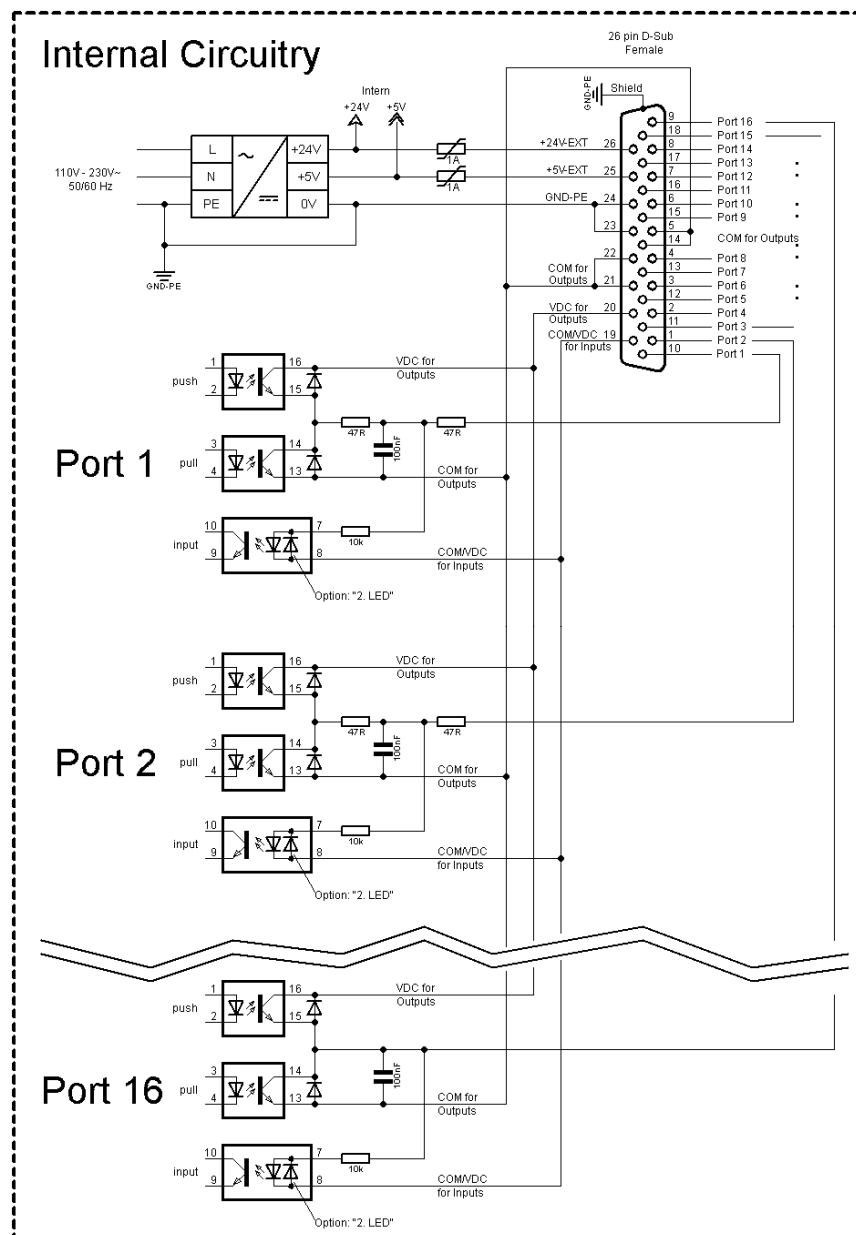 Internal Circuitry
26 pin D-Sub
Female
Intern
+24V
+5V
GND-PE
Shield
110V - 230V~
50/60 Hz
L
N
PE
~
+24V
+5V
0V
1A
1A
+24V-EXT
+5V-EXT
GND-PE
COM for
Outputs
VDC for
Outputs
COM/VDC
for Inputs
26
25
24
23
22
21
20
19
9
18
8
17
7
16
6
15
5
14
4
13
3
12
2
11
1
10
Port 16
Port 15
Port 14
Port 13
Port 12
Port 11
Port 10
Port 9
COM for Outputs
Port 8
Port 7
Port 6
Port 5
Port 4
Port 3
Port 2
Port 1
GND-PE
Port 1
push
1
2
16
15
VDC for
Outputs
pull
3
4
14
13
47R
100nF
47R
COM for
Outputs
input
10
9
7
8
10k
COM/VDC
for Inputs
Option: "2. LED"
Port 2
push
1
2
16
15
VDC for
Outputs
pull
3
4
14
13
47R
100nF
47R
COM for
Outputs
input
10
9
7
8
10k
COM/VDC
for Inputs
Option: "2. LED"
Port 16
push
1
2
16
15
VDC for
Outputs
pull
3
4
14
13
100nF
COM for
Outputs
input
10
9
7
8
10k
COM/VDC
for Inputs
Option: "2. LED"